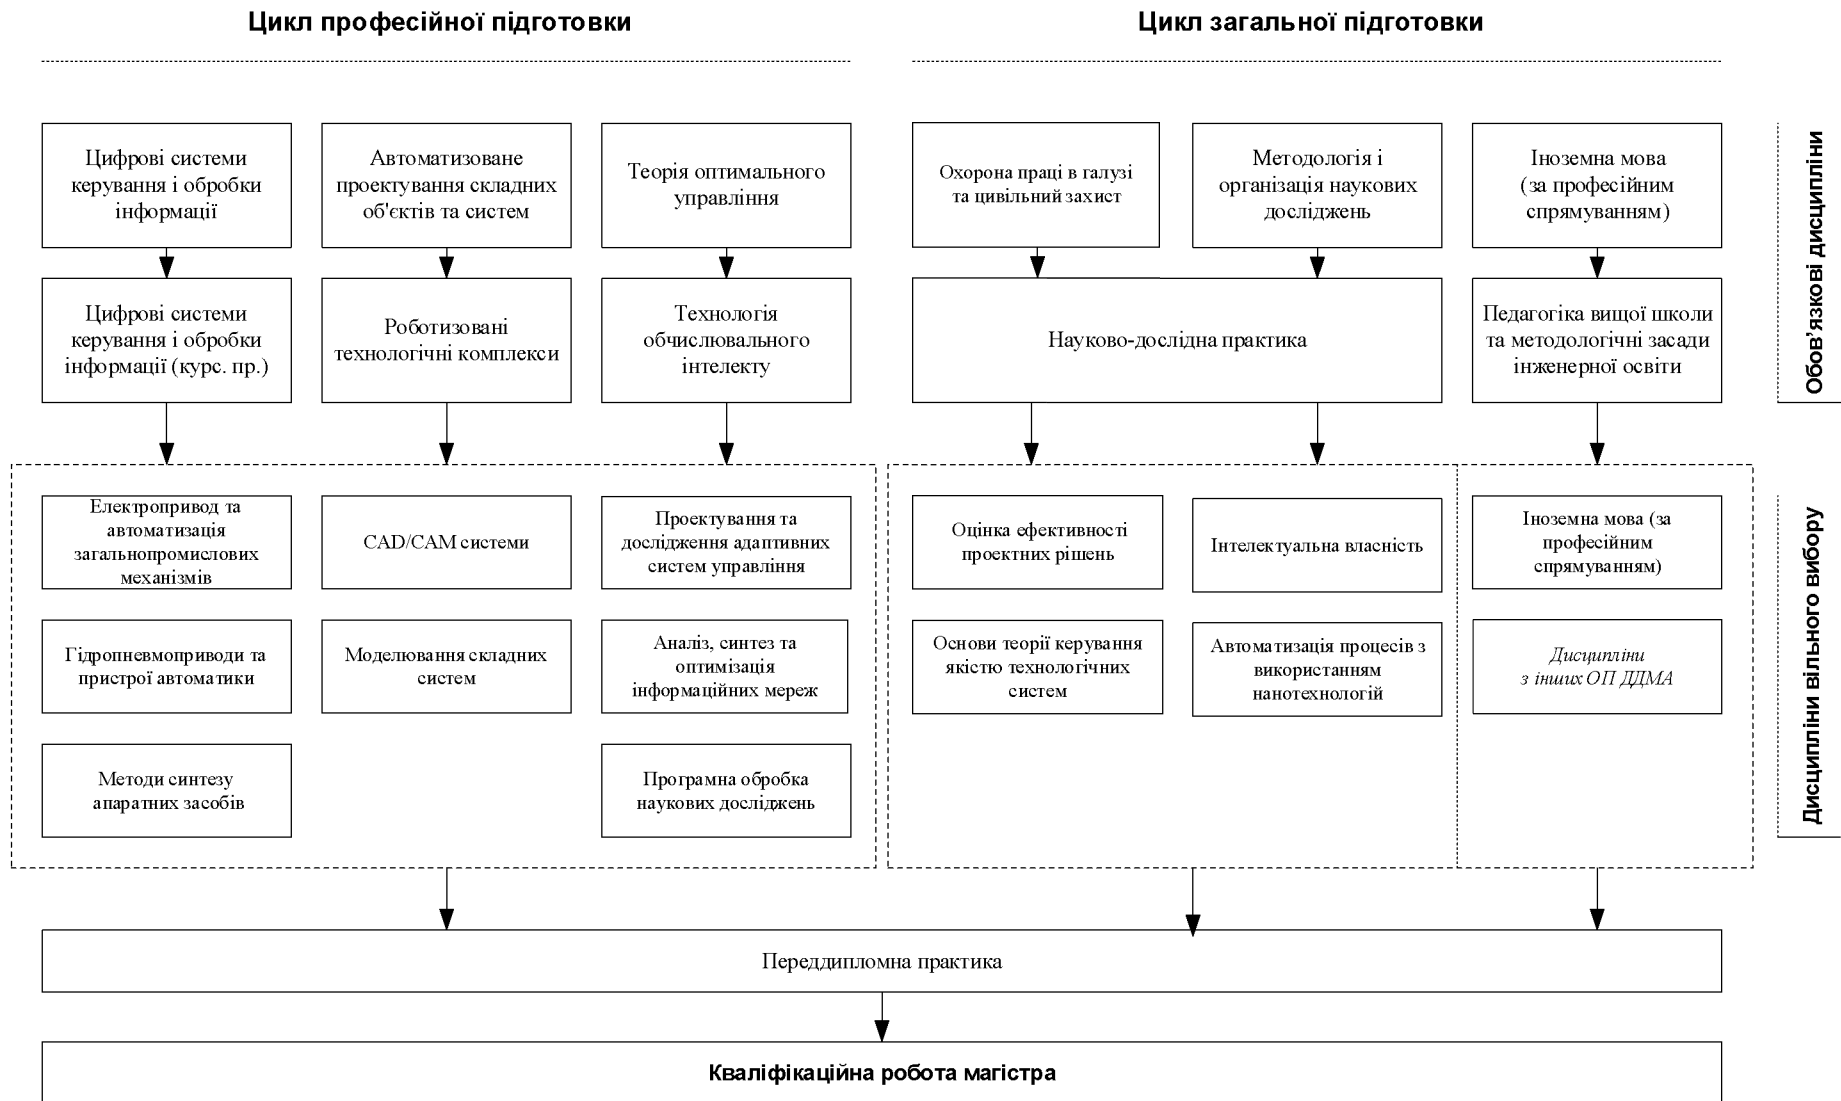 Цикл професійної підготовки
Цикл загальної підготовки
Цифрові системи
керування і обробки
інформації
Автоматизоване
проектування складних
об'єктів та систем
Теорія оптимального
управління
Охорона праці в галузі
та цивільний захист
Методологія і
організація наукових
досліджень
Іноземна мова
(за професійним
спрямуванням)
Обов’язкові дисципліни
Цифрові системи
керування і обробки
інформації (курс. пр.)
Роботизовані
технологічні комплекси
Технологія
обчислювального
інтелекту
Науково-дослідна практика
Педагогіка вищої школи
та методологічні засади
інженерної освіти
Електропривод та
автоматизація
загальнопромислових
механізмів
CAD/CAM системи
Проектування та
дослідження адаптивних
систем управління
Оцінка ефективності
проектних рішень
Інтелектуальна власність
Іноземна мова (за
професійним
спрямуванням)
Дисципліни вільного вибору
Гідропневмоприводи та
пристрої автоматики
Моделювання складних
систем
Аналіз, синтез та
оптимізація
інформаційних мереж
Основи теорії керування
якістю технологічних
систем
Автоматизація процесів з
використанням
нанотехнологій
Дисципліни
з інших ОП ДДМА
Методи синтезу
апаратних засобів
Програмна обробка
наукових досліджень
Переддипломна практика
Кваліфікаційна робота магістра